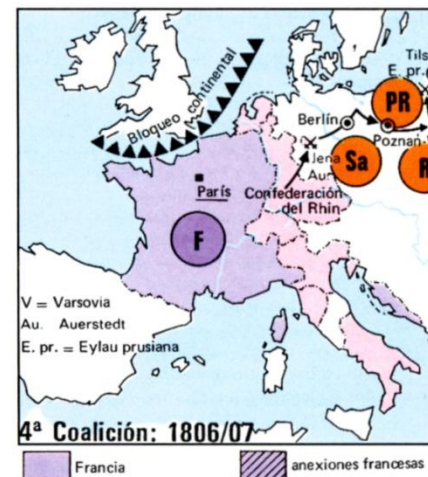 Bloqueo continental
Tils
E. pr.
PR
Berlín
Poznań
Jena
Au.
Sa
R
París
Confederación
del Rhin
F
V = Varsovia
Au. Auerstedt
E. pr. = Eylau prusiana
4ª Coalición: 1806/07
Francia
anexiones francesas